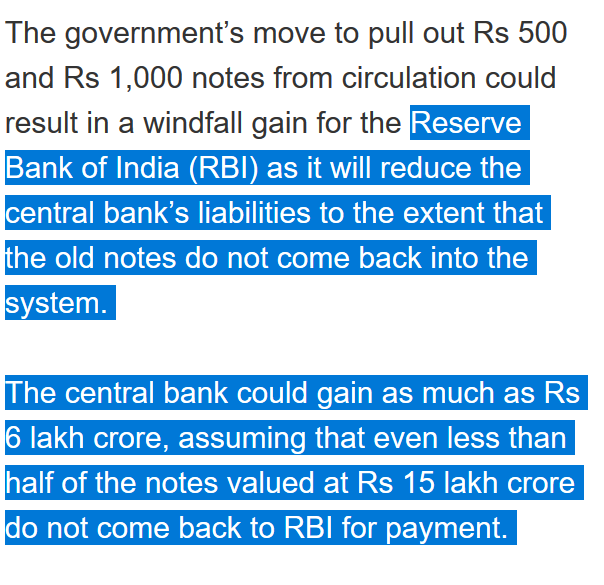 The government’s move to pull out Rs 500
and Rs 1,000 notes from circulation could
result in a windfall gain for the Reserve
Bank of India (RBI) as it will reduce the
central bank’s liabilities to the extent that
the old notes do not come back into the
system.
The central bank could gain as much as Rs
6 lakh crore, assuming that even less than
half of the notes valued at Rs 15 lakh crore
do not come back to RBI for payment.